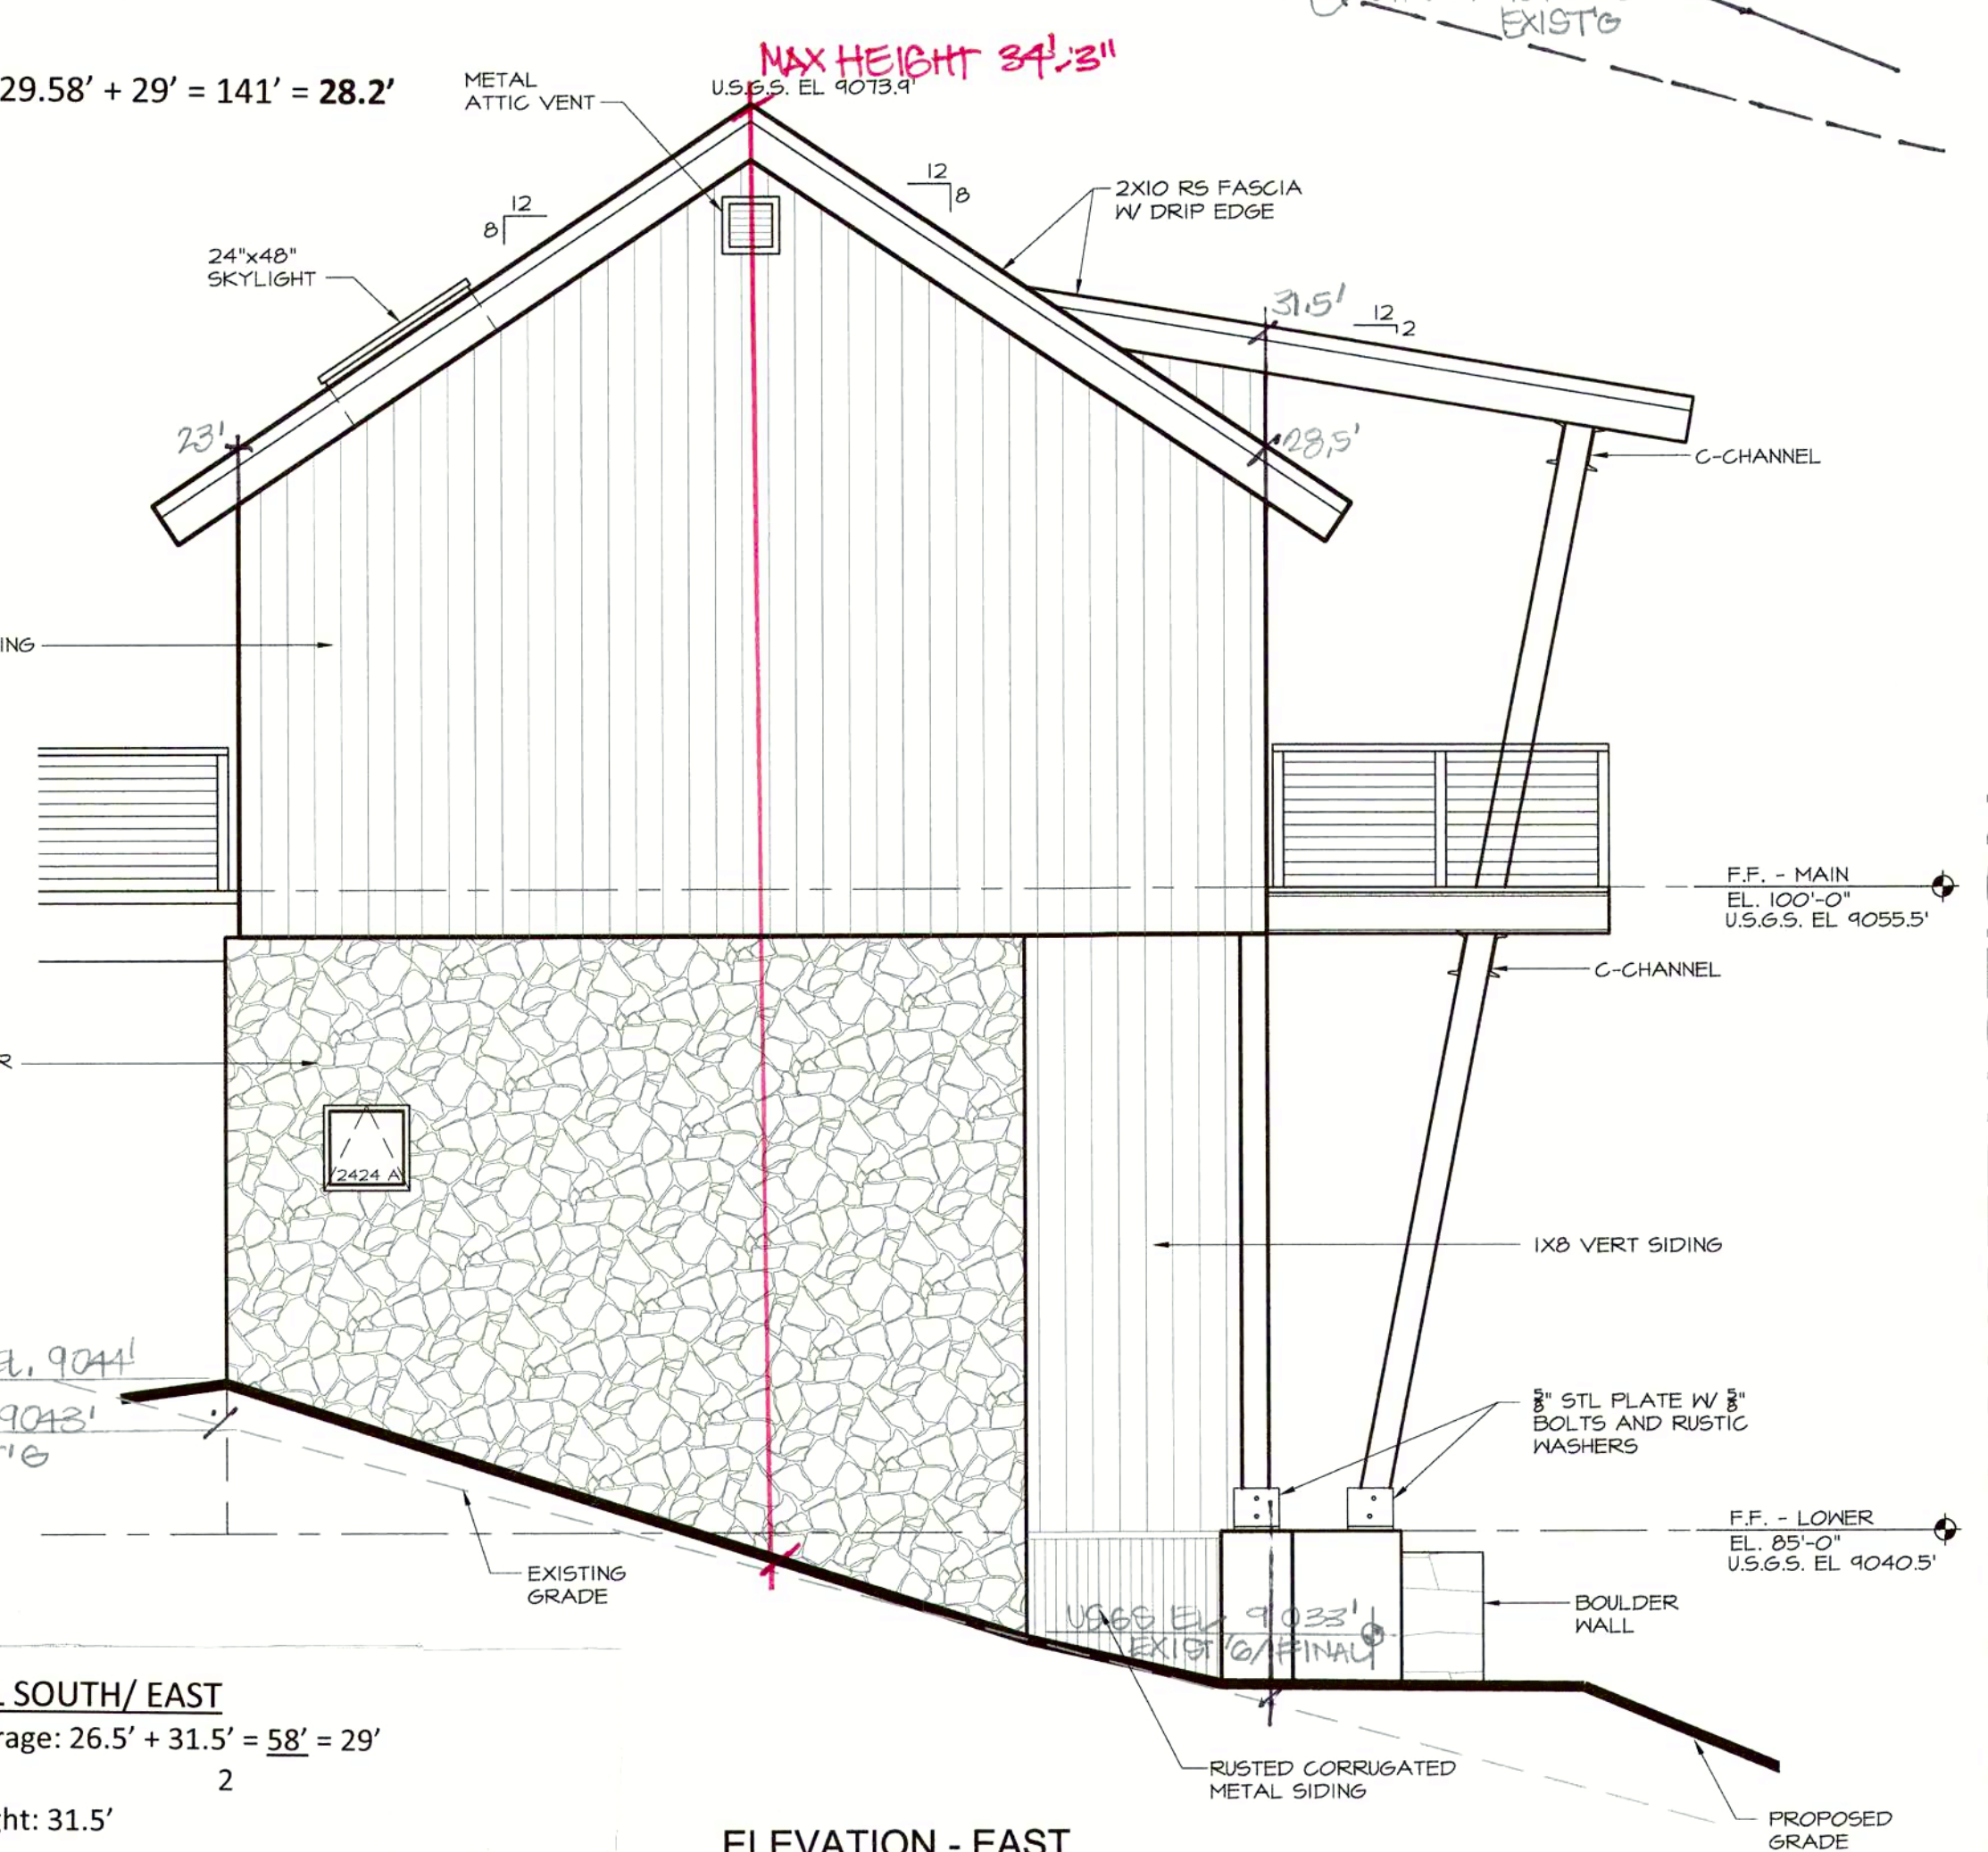 EXIST'G
29.58' + 29' = 141' = 28.2'
MAX HEIGHT 34'-3"
U.S.G.S. EL 9073.9'
METAL
ATTIC VENT
12
8
12
8
2X10 RS FASCIA
W/ DRIP EDGE
24"x48"
SKYLIGHT
31.5'
12
2
23'
28,5'
C-CHANNEL
ING
F.F. - MAIN
EL. 100'-0"
U.S.G.S. EL 9055.5'
C-CHANNEL
R
2424 A
1X8 VERT SIDING
EL. 9044'
9043'
T'G
5/8" STL PLATE W/ 5/8"
BOLTS AND RUSTIC
WASHERS
F.F. - LOWER
EL. 85'-0"
U.S.G.S. EL 9040.5'
EXISTING
GRADE
BOULDER
WALL
USGS EL 9033'
EXIST'G/FINAL
L SOUTH/ EAST
rage: 26.5' + 31.5' = 58' = 29'
2
ght: 31.5'
RUSTED CORRUGATED
METAL SIDING
PROPOSED
GRADE
ELEVATION - EAST